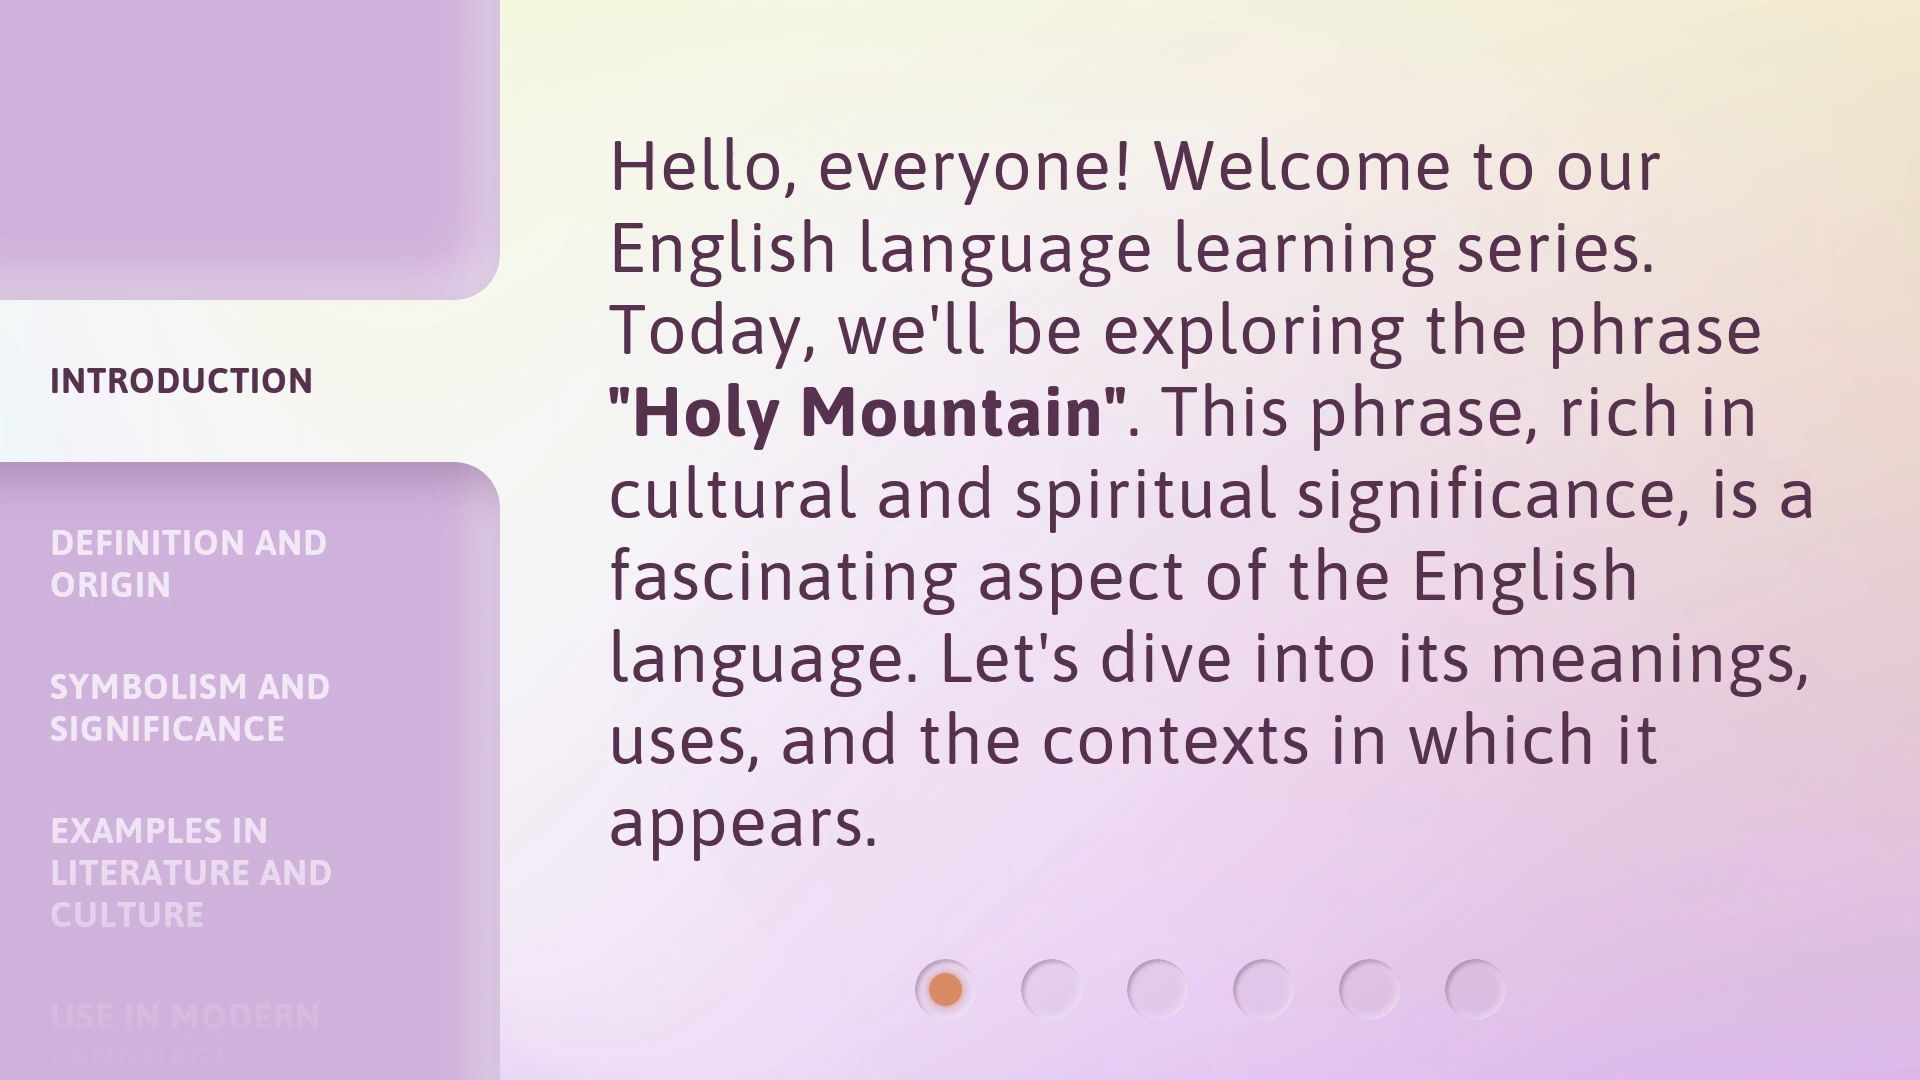 INTRODUCTION
DEFINITION AND
ORIGIN
SYMBOLISM AND
SIGNIFICANCE
EXAMPLES IN
LITERATURE AND
CULTURE
USE IN MODERN
LANGUAGE
Hello, everyone! Welcome to our
English language learning series.
Today, we'll be exploring the phrase
"Holy Mountain". This phrase, rich in
cultural and spiritual significance, is a
fascinating aspect of the English
language. Let's dive into its meanings,
uses, and the contexts in which it
appears.